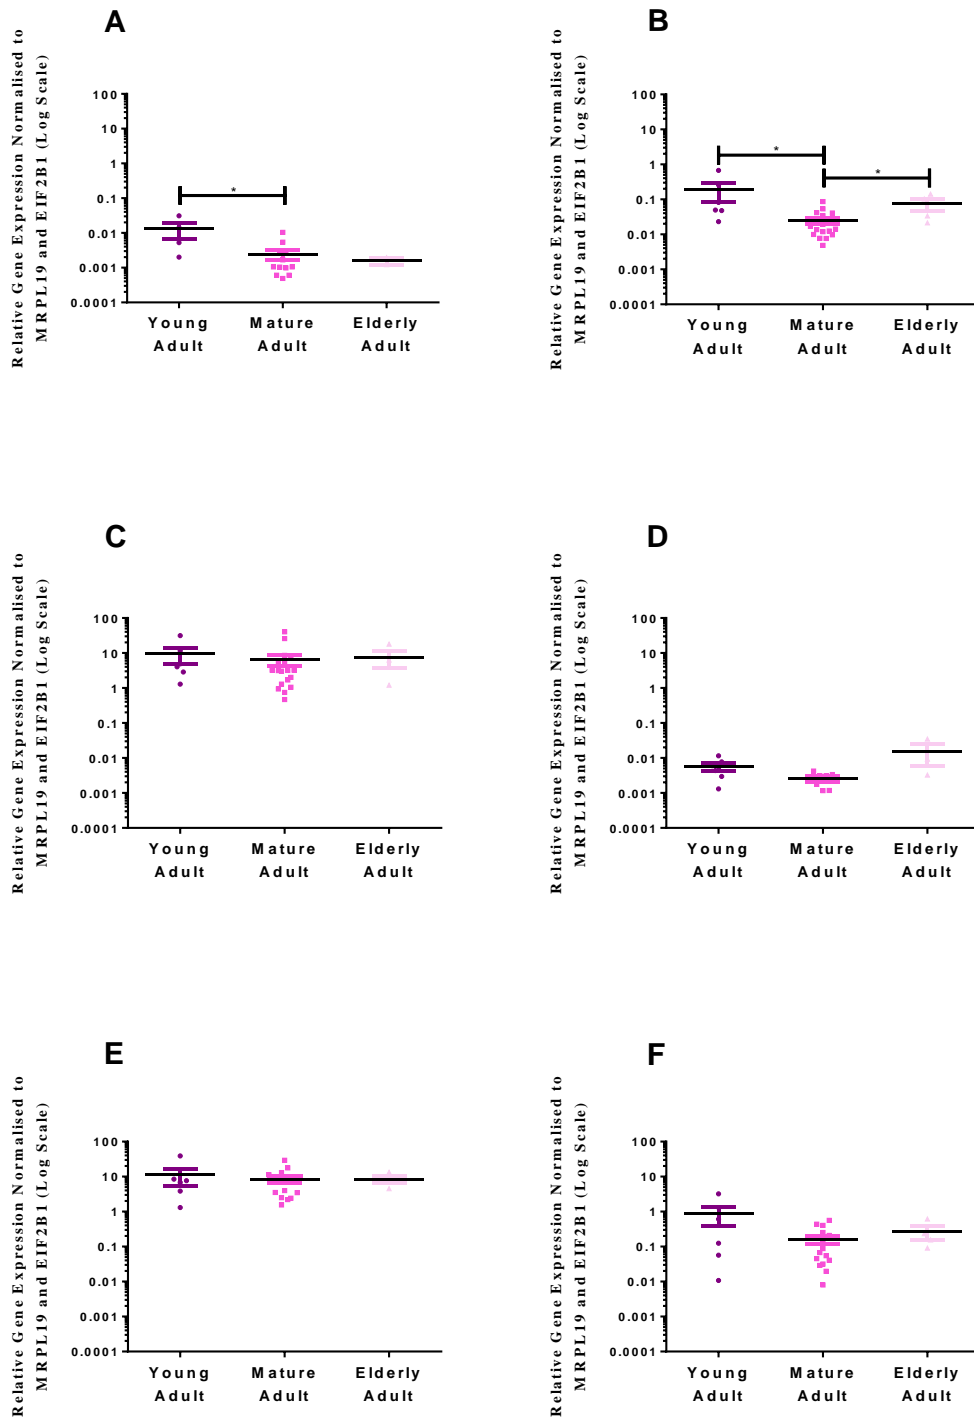 A
Relative Gene Expression Normalised to
MRPL19 and EIF2B1 (Log Scale)
100
10
1
0.1
0.01
0.001
0.0001
*
Young Adult
Mature Adult
Elderly Adult
B
Relative Gene Expression Normalised to
MRPL19 and EIF2B1 (Log Scale)
100
10
1
0.1
0.01
0.001
0.0001
*
*
Young Adult
Mature Adult
Elderly Adult
C
Relative Gene Expression Normalised to
MRPL19 and EIF2B1 (Log Scale)
100
10
1
0.1
0.01
0.001
0.0001
Young Adult
Mature Adult
Elderly Adult
D
Relative Gene Expression Normalised to
MRPL19 and EIF2B1 (Log Scale)
100
10
1
0.1
0.01
0.001
0.0001
Young Adult
Mature Adult
Elderly Adult
E
Relative Gene Expression Normalised to
MRPL19 and EIF2B1 (Log Scale)
100
10
1
0.1
0.01
0.001
0.0001
Young Adult
Mature Adult
Elderly Adult
F
Relative Gene Expression Normalised to
MRPL19 and EIF2B1 (Log Scale)
100
10
1
0.1
0.01
0.001
0.0001
Young Adult
Mature Adult
Elderly Adult